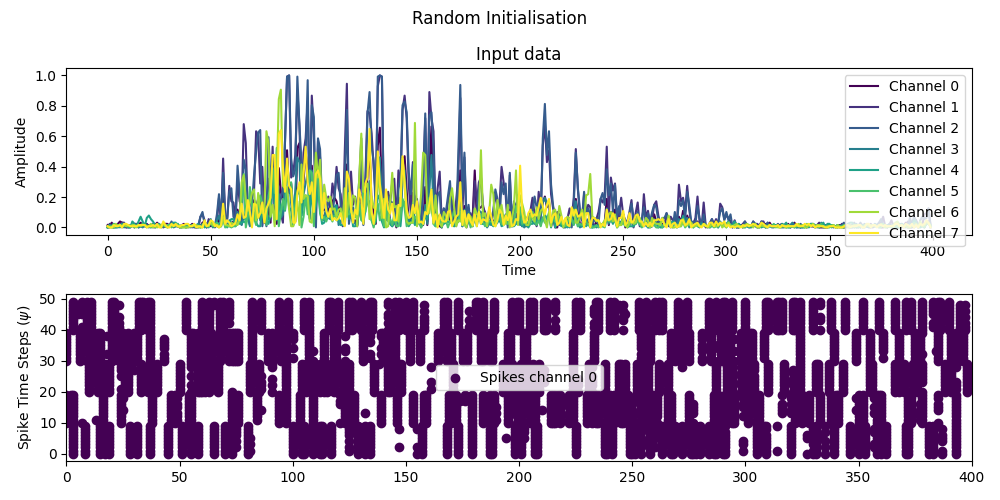 Random Initialisation
Input data
Amplitude
1.0
0.8
0.6
0.4
0.2
0.0
Channel 0
Channel 1
Channel 2
Channel 3
Channel 4
Channel 5
Channel 6
Channel 7
0 50 100 150 200 250 300 350 400
Time
Spike Time Steps (ψ)
50
40
30
20
10
0
Spikes channel 0
0 50 100 150 200 250 300 350 400